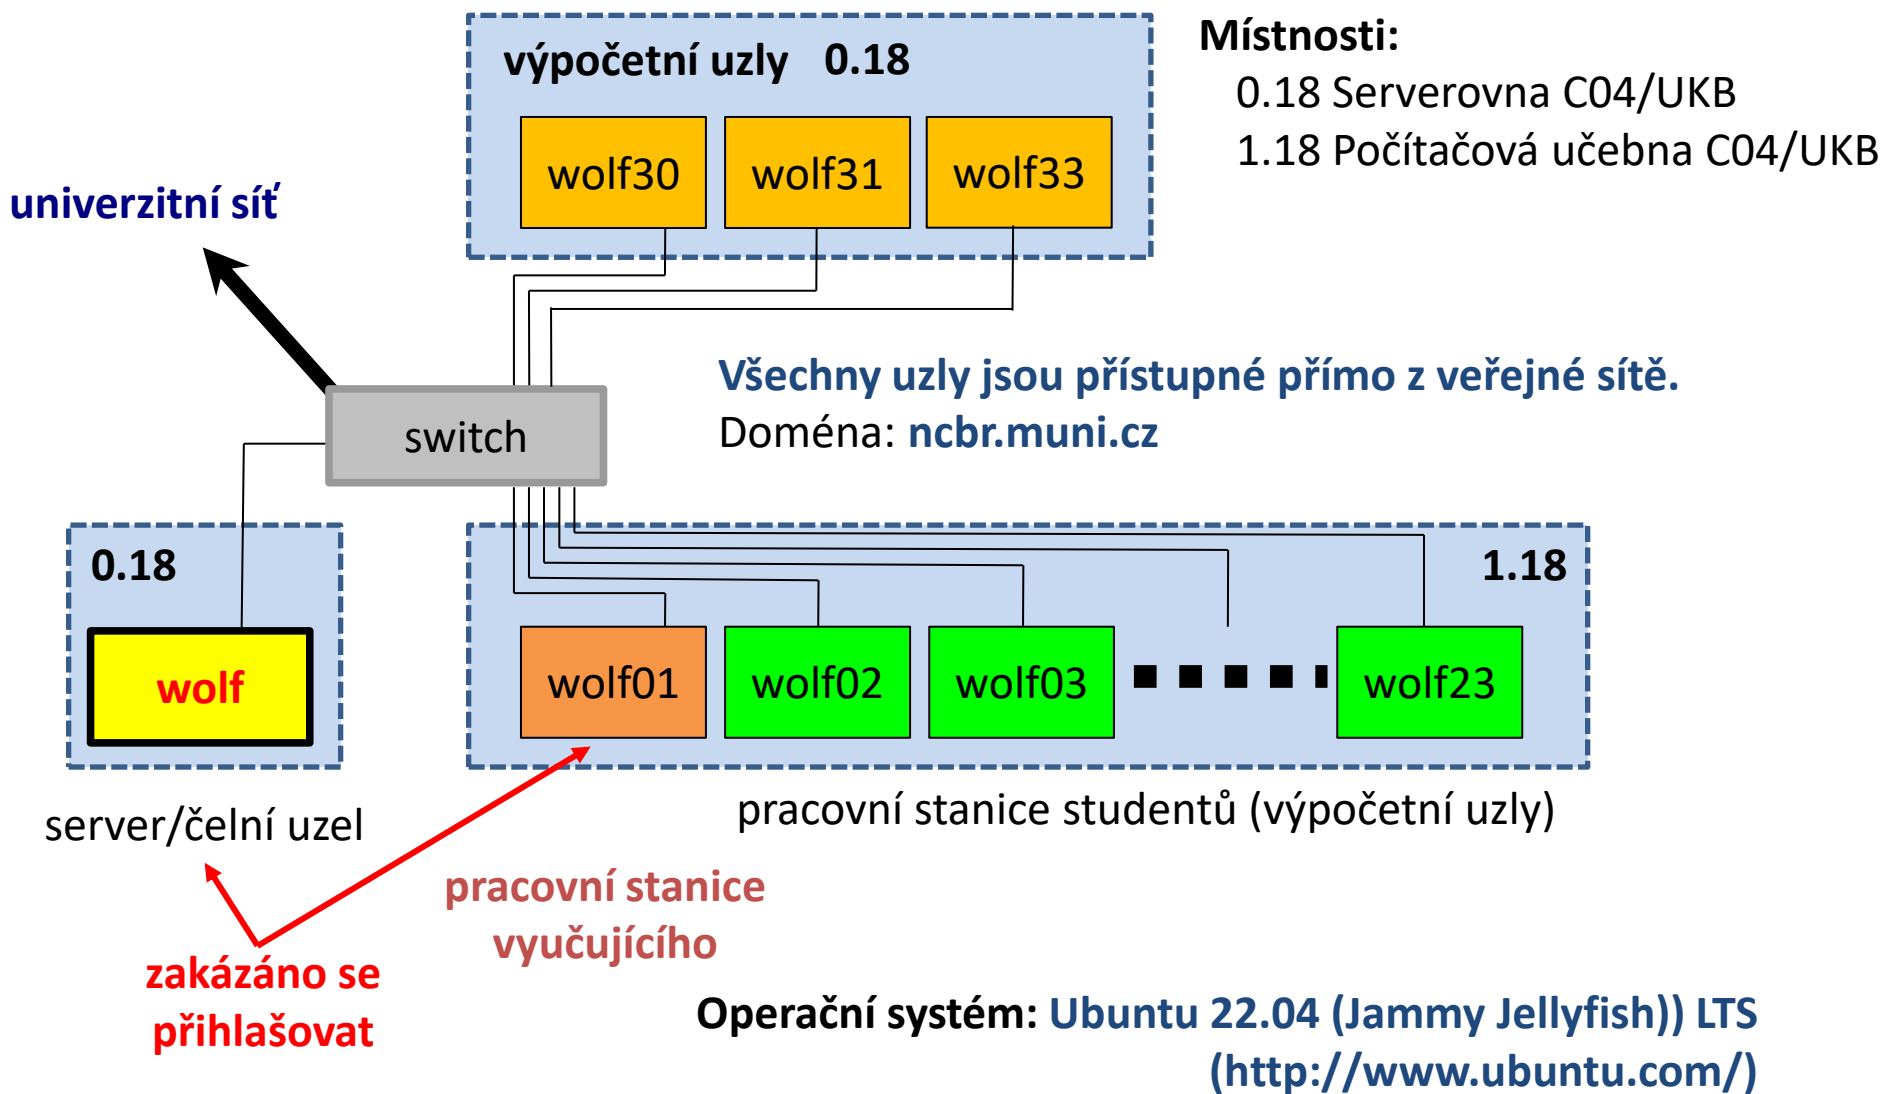 výpočetní uzly 0.18
wolf30
wolf31
wolf33
Místnosti:
0.18 Serverovna C04/UKB
1.18 Počítačová učebna C04/UKB
univerzitní síť
switch
Všechny uzly jsou přístupné přímo z veřejné sítě.
Doména: ncbr.muni.cz
0.18
wolf
server/čelní uzel
1.18
wolf01
wolf02
wolf03
wolf23
pracovní stanice studentů (výpočetní uzly)
pracovní stanice
vyučujícího
zakázáno se
přihlašovat
Operační systém: Ubuntu 22.04 (Jammy Jellyfish)) LTS
(http://www.ubuntu.com/)